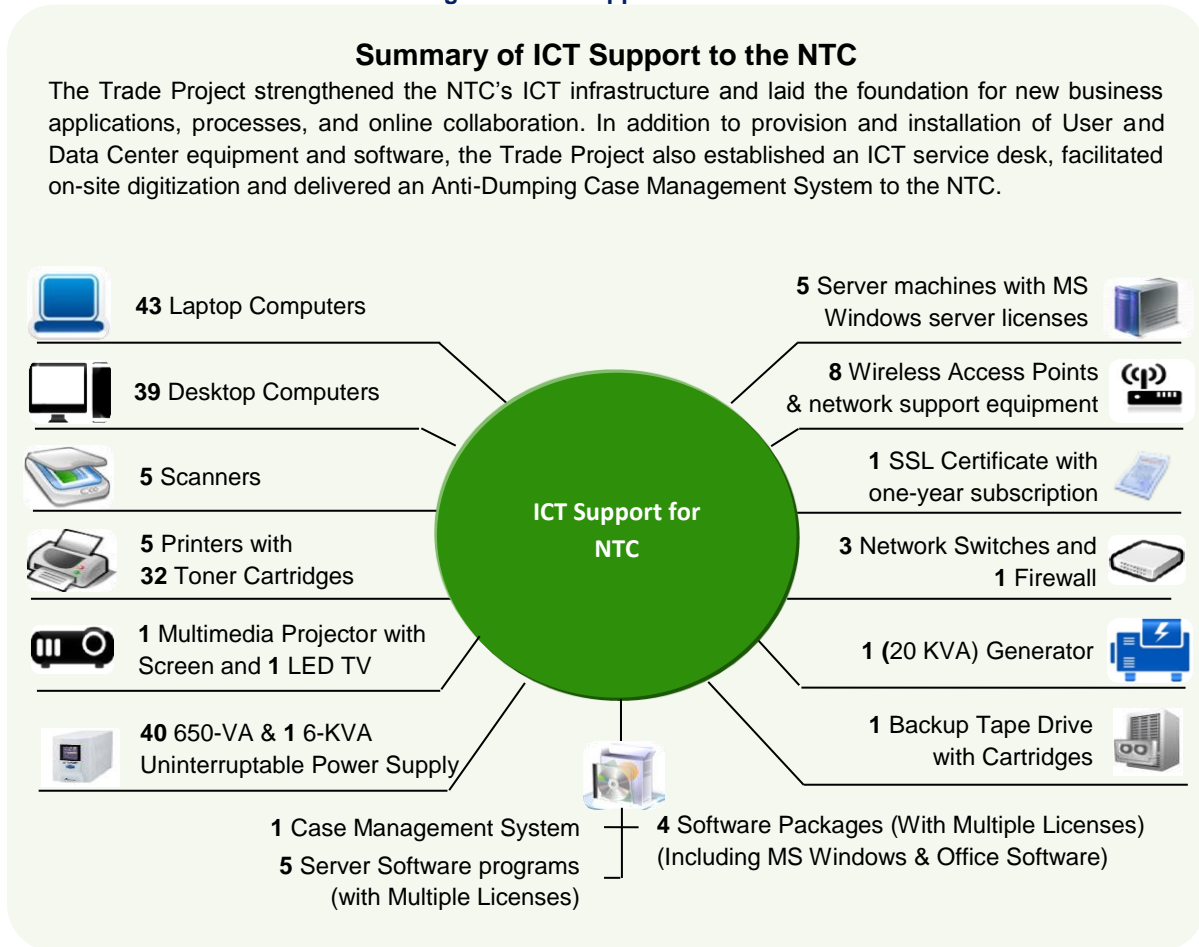 Summary of ICT Support to the NTC
The Trade Project strengthened the NTC's ICT infrastructure and laid the foundation for new business
applications, processes, and online collaboration. In addition to provision and installation of User and
Data Center equipment and software, the Trade Project also established an ICT service desk, facilitated
on-site digitization and delivered an Anti-Dumping Case Management System to the NTC.
43 Laptop Computers
39 Desktop Computers
5 Scanners
5 Printers with
32 Toner Cartridges
1 Multimedia Projector with
Screen and 1 LED TV
40 650-VA & 1 6-KVA
Uninterruptable Power Supply
ICT Support for
NTC
5 Server machines with MS
Windows server licenses
8 Wireless Access Points
& network support equipment
1 SSL Certificate with
one-year subscription
3 Network Switches and
1 Firewall
1 (20 KVA) Generator
1 Backup Tape Drive
with Cartridges
1 Case Management System
5 Server Software programs
(with Multiple Licenses)
4 Software Packages (With Multiple Licenses)
(Including MS Windows & Office Software)